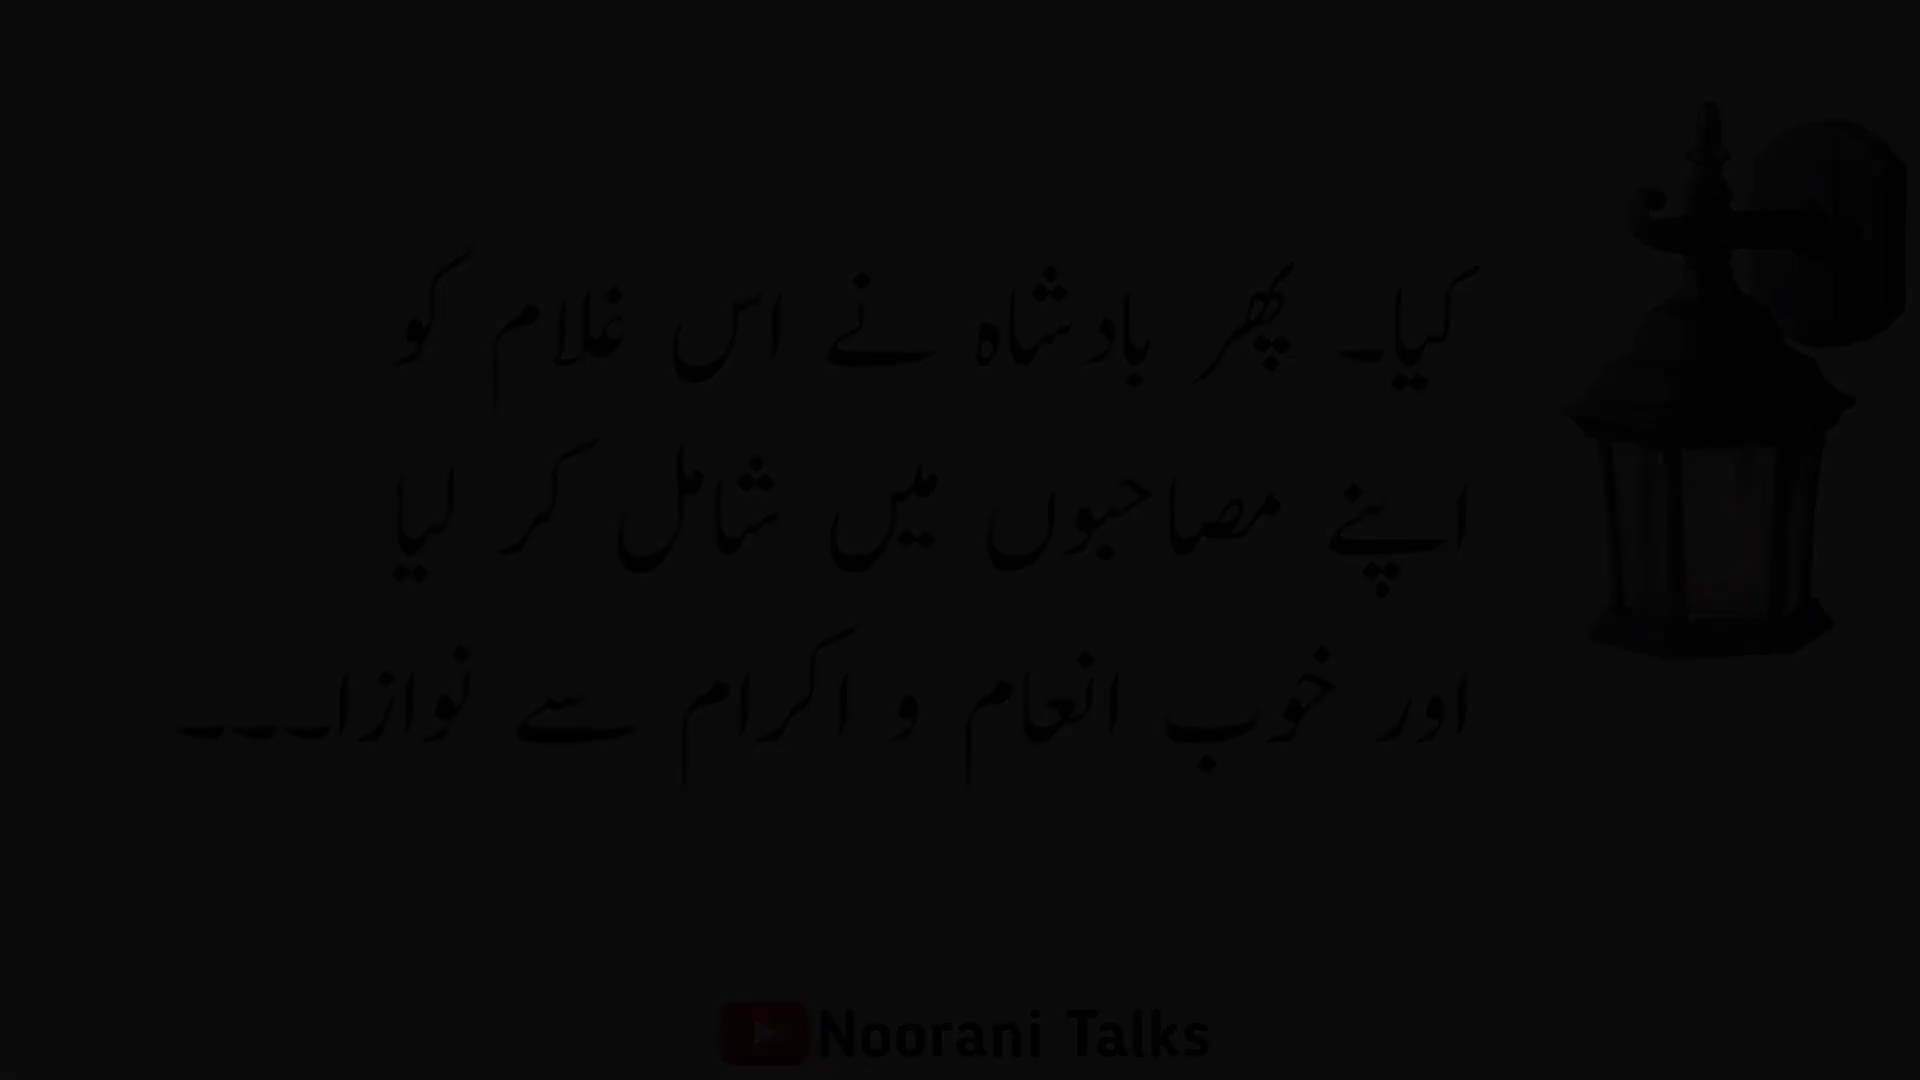 کیا۔ پھر بادشاہ نے اس غلام کو
اپنے مصاحبوں میں شامل کر لیا
اور خوب انعام و اکرام سے نوازا۔۔۔
Noorani Talks